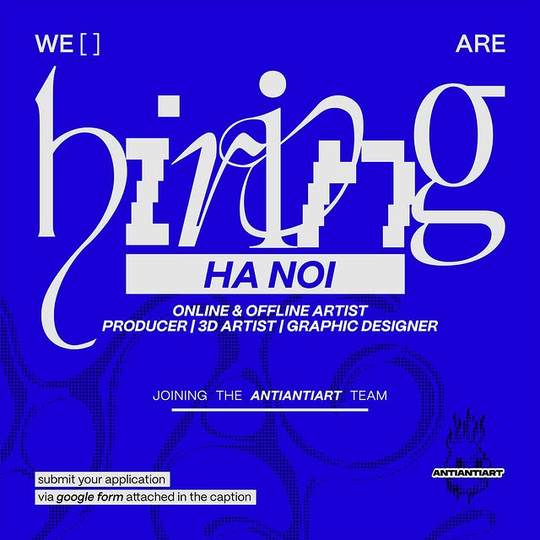 WE [ ] ARE
hiring
HA NOI
ONLINE & OFFLINE ARTIST
PRODUCER | 3D ARTIST | GRAPHIC DESIGNER
JOINING THE ANTIANTIART TEAM
ANTIANTIART.
submit your application
via google form attached in the caption